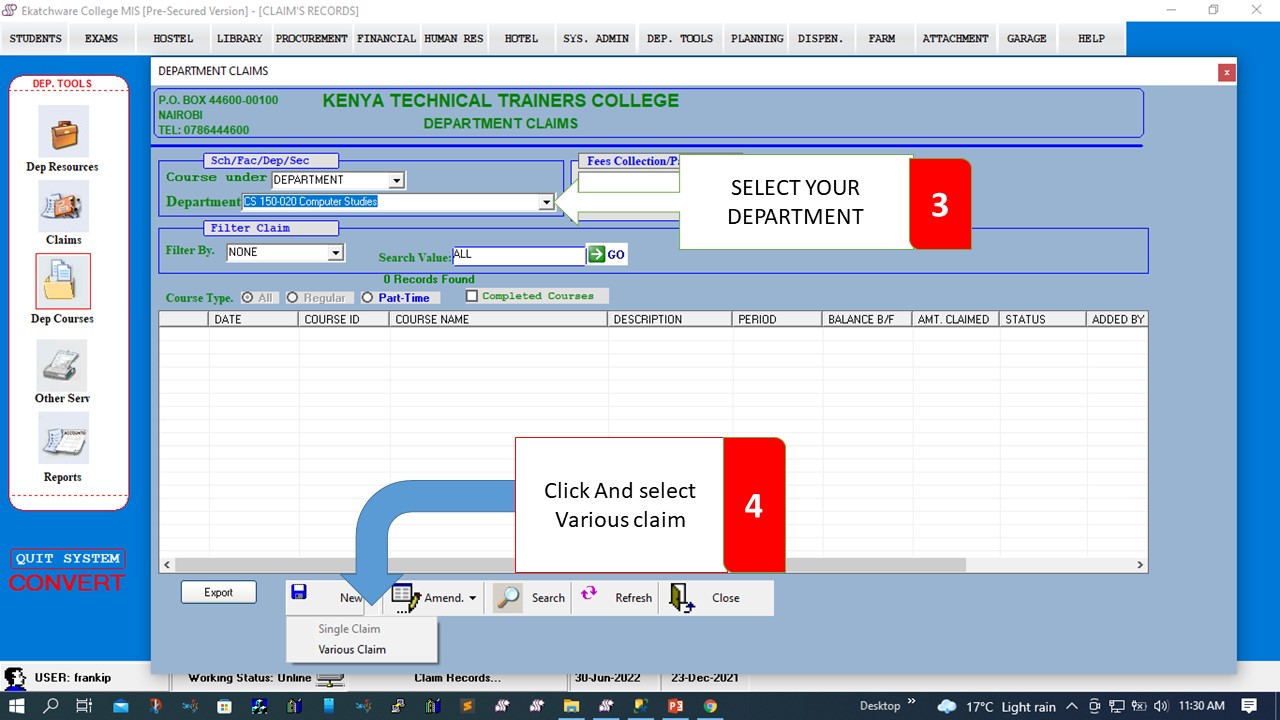 Ekatchware College MIS [Pre-Secured Version] - [CLAIM'S RECORDS]
STUDENTS EXAMS HOSTEL LIBRARY PROCUREMENT FINANCIAL HUMAN RES HOTEL SYS. ADMIN DEP. TOOLS PLANNING DISPEN. FARM ATTACHMENT GARAGE HELP
DEP. TOOLS
Dep Resources
Claims
Dep Courses
Other Serv
Reports
QUIT SYSTEM
CONVERT
DEPARTMENT CLAIMS
x
P.O. BOX 44600-00100
NAIROBI
TEL: 0786444600
KENYA TECHNICAL TRAINERS COLLEGE
DEPARTMENT CLAIMS
Sch/Fac/Dep/Sec
Course under DEPARTMENT
Department CS 150-020 Computer Studies
Fees Collection/P
SELECT YOUR
DEPARTMENT
3
Filter Claim
Filter By. NONE
Search Value: ALL
GO
0 Records Found
Course Type. All Regular Part-Time Completed Courses
DATE COURSE ID COURSE NAME DESCRIPTION PERIOD BALANCE B/F AMT. CLAIMED STATUS ADDED BY
Click And select
Various claim
4
Export New Amend. Search Refresh Close
Single Claim
Various Claim
USER: frankip Working Status: Online Claim Records... 30-Jun-2022 23-Dec-2021
Desktop 17°C Light rain 11:30 AM